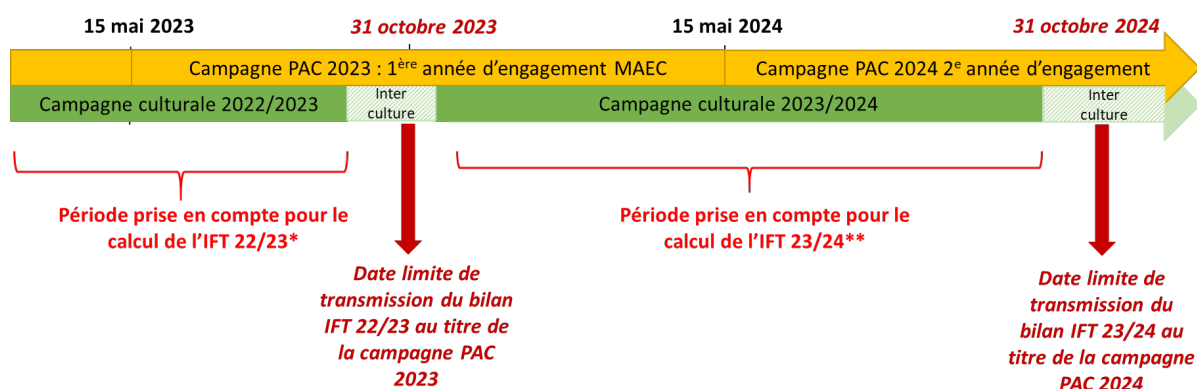 15 mai 2023
31 octobre 2023
15 mai 2024
31 octobre 2024
Campagne PAC 2023 : 1ère année d’engagement MAEC
Campagne PAC 2024 2e année d’engagement
Campagne culturale 2022/2023
Inter
culture
Campagne culturale 2023/2024
Inter
culture
Période prise en compte pour le
calcul de l’IFT 22/23*
Période prise en compte pour le
calcul de l’IFT 23/24**
Date limite de
transmission du bilan
IFT 22/23 au titre de
la campagne PAC
2023
Date limite de
transmission du
bilan IFT 23/24 au
titre de la campagne
PAC 2024